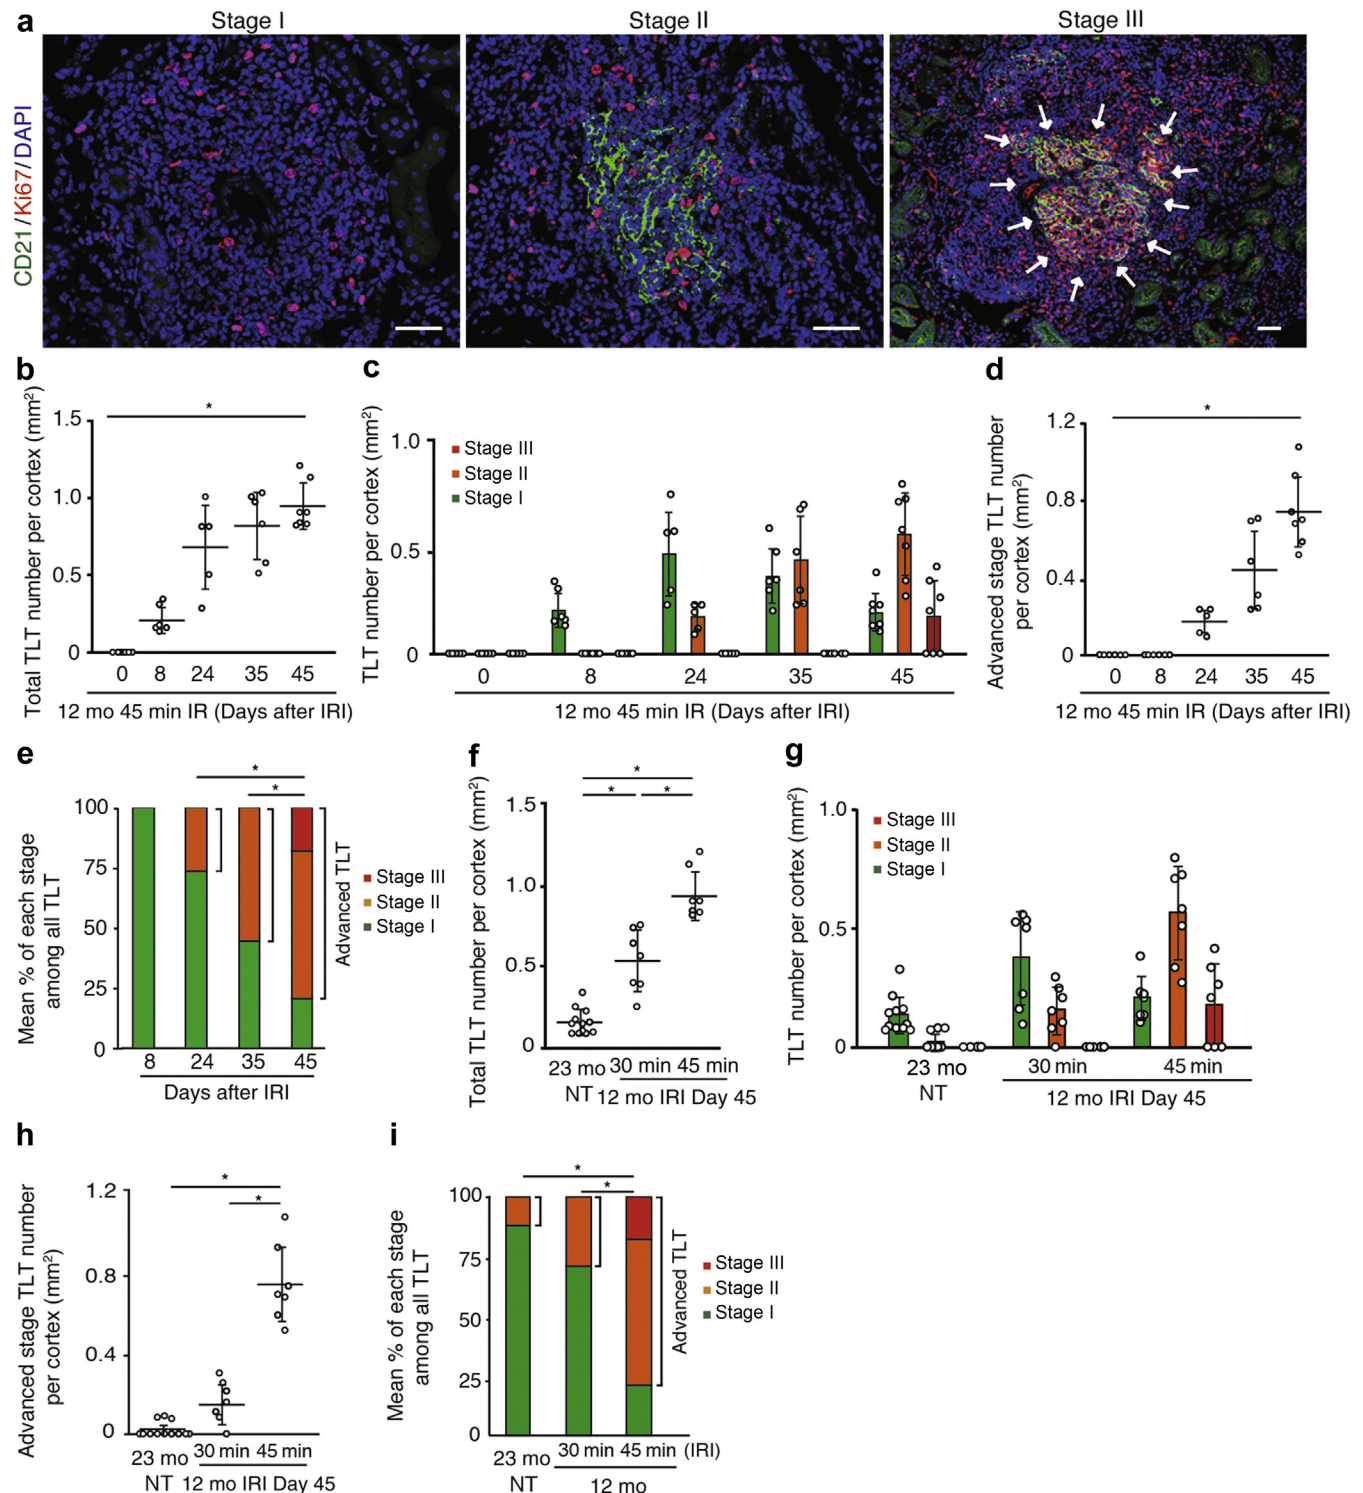 a
Stage I
Stage II
Stage III
CD21/Ki67/DAPI
b
Total TLT number per cortex (mm²)
1.5
1.0
0.5
0
*
0 8 24 35 45
12 mo 45 min IR (Days after IRI)
c
TLT number per cortex (mm²)
1.0
0.5
0
Stage III
Stage II
Stage I
0 8 24 35 45
12 mo 45 min IR (Days after IRI)
d
Advanced stage TLT number
per cortex (mm²)
1.2
0.8
0.4
0
*
0 8 24 35 45
12 mo 45 min IR (Days after IRI)
e
Mean % of each stage
among all TLT
100
75
50
25
0
*
*
8 24 35 45
Days after IRI
Advanced TLT
Stage III
Stage II
Stage I
f
Total TLT number per cortex (mm²)
1.5
1.0
0.5
0
*
* *
23 mo 30 min 45 min
NT 12 mo IRI Day 45
g
TLT number per cortex (mm²)
1.0
0.5
0
Stage III
Stage II
Stage I
23 mo 30 min 45 min
NT 12 mo IRI Day 45
h
Advanced stage TLT number
per cortex (mm²)
1.2
0.8
0.4
0
*
*
23 mo 30 min 45 min
NT 12 mo IRI Day 45
i
Mean % of each stage
among all TLT
100
75
50
25
0
*
*
23 mo 30 min 45 min (IRI)
NT 12 mo
Advanced TLT
Stage III
Stage II
Stage I